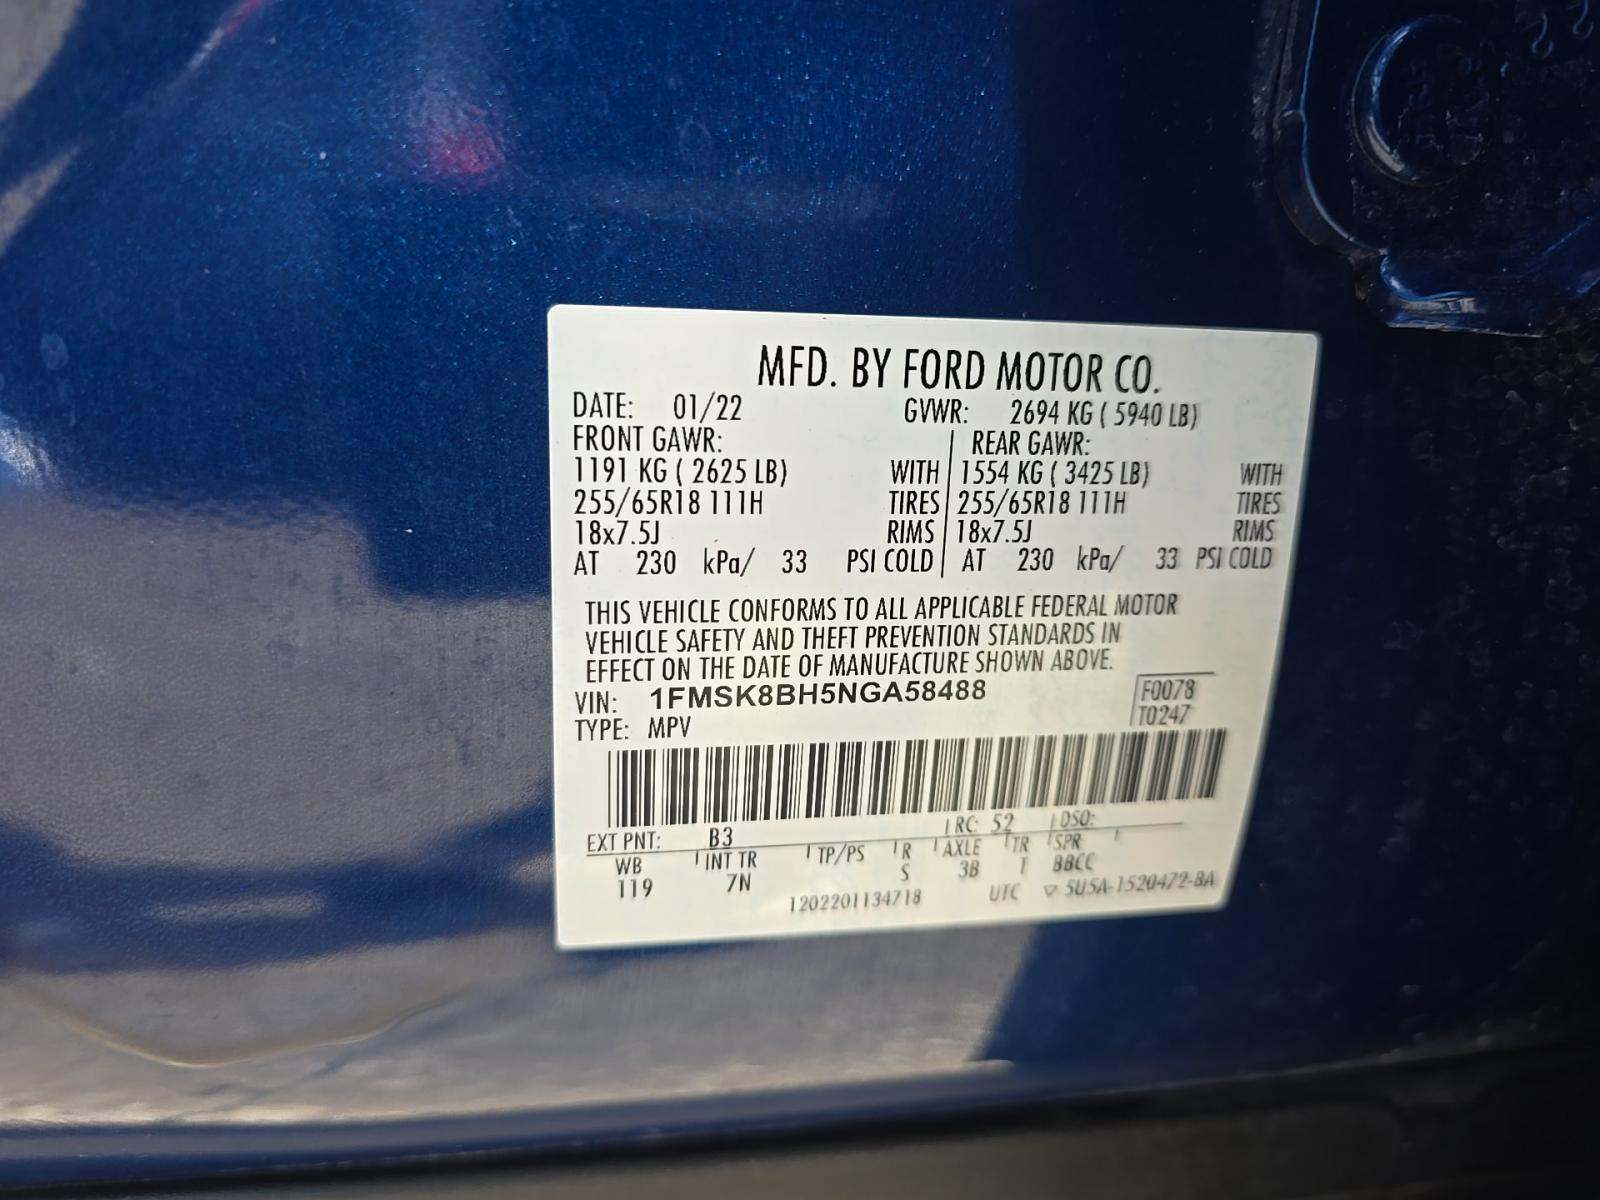 MFD. BY FORD MOTOR CO.
DATE: 01/22 GVWR: 2694 KG ( 5940 LB)
FRONT GAWR: REAR GAWR:
1191 KG ( 2625 LB) WITH 1554 KG ( 3425 LB) WITH
255/65R18 111H TIRES 255/65R18 111H TIRES
18x7.5J RIMS 18x7.5J RIMS
AT 230 kPa/ 33 PSI COLD AT 230 kPa/ 33 PSI COLD
THIS VEHICLE CONFORMS TO ALL APPLICABLE FEDERAL MOTOR
VEHICLE SAFETY AND THEFT PREVENTION STANDARDS IN
EFFECT ON THE DATE OF MANUFACTURE SHOWN ABOVE.
VIN: 1FMSK8BH5NGA58488 F0078
TYPE: MPV T0247
EXT PNT: B3 RC: 52 DSO:
WB INT TR TP/PS R AXLE TR SPR
119 7N S 3B T BBCC
1202201134718 UTC ▽ 5U5A-1520472-BA